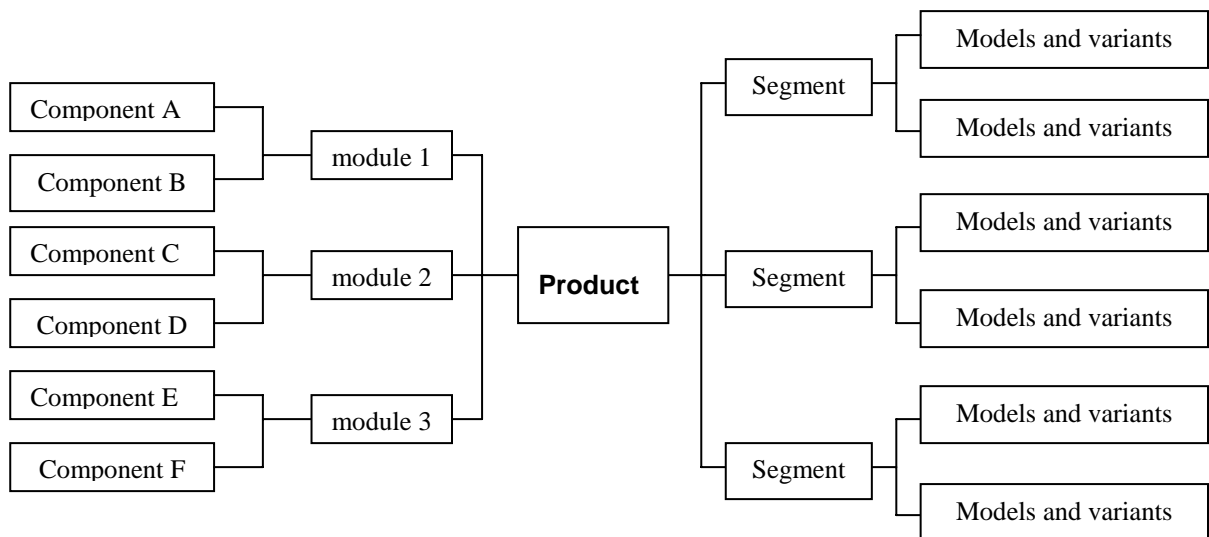 Component A
Component B
Component C
Component D
Component E
Component F
module 1
module 2
module 3
Product
Segment
Segment
Segment
Models and variants
Models and variants
Models and variants
Models and variants
Models and variants
Models and variants